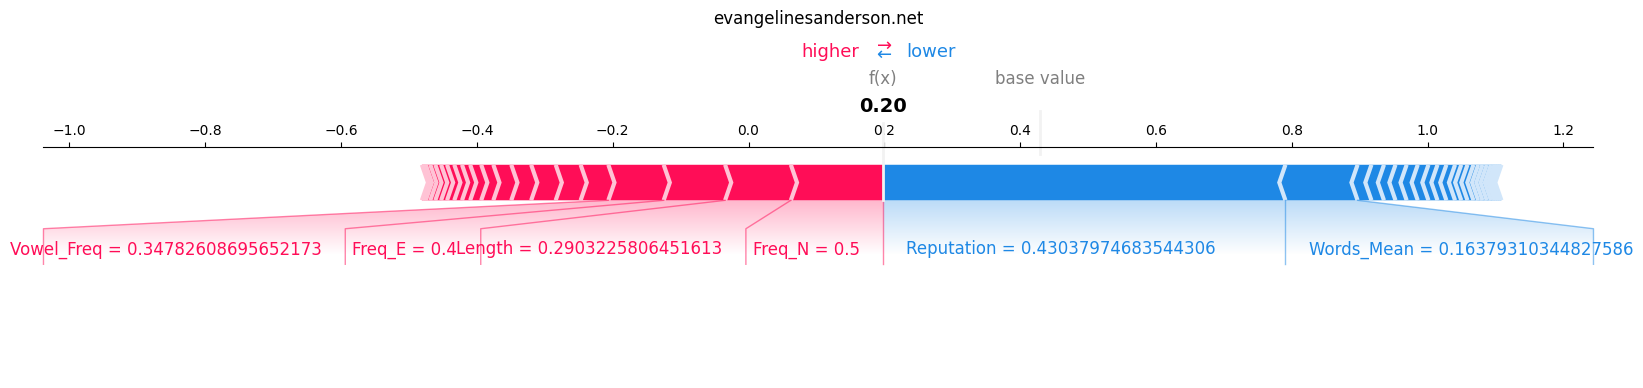 evangelinesanderson.net
higher ⇄ lower
f(x) base value
0.20
−1.0 −0.8 −0.6 −0.4 −0.2 0.0 0.2 0.4 0.6 0.8 1.0 1.2
Vowel_Freq = 0.34782608695652173 Freq_E = 0.4 Length = 0.2903225806451613 Freq_N = 0.5 Reputation = 0.43037974683544306 Words_Mean = 0.16379310344827586